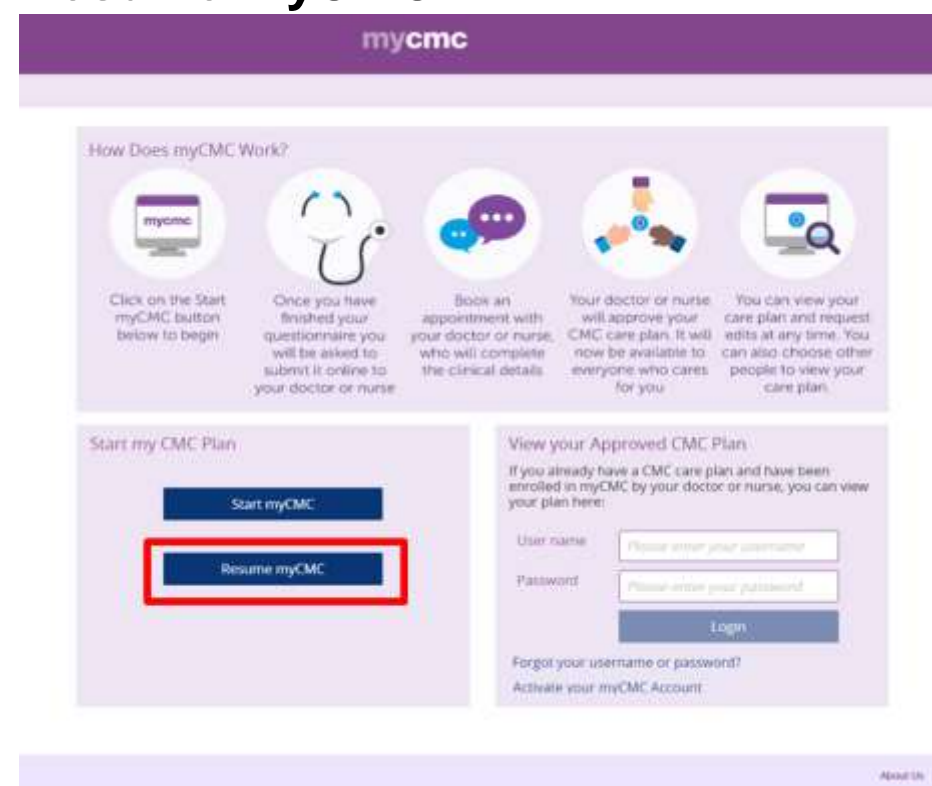 mycmc
How Does myCMC Work?
mycmc
Click on the Start
myCMC button
below to begin
Once you have
finished your
questionnaire you
will be asked to
submit it online to
your doctor or nurse
Book an
appointment with
your doctor or nurse,
who will complete
the clinical details
Your doctor or nurse
will approve your
CMC care plan. It will
now be available to
everyone who cares
for you
You can view your
care plan and request
edits at any time. You
can also choose other
people to view your
care plan.
Start my CMC Plan
Start myCMC
Resume myCMC
View your Approved CMC Plan
If you already have a CMC care plan and have been
enrolled in myCMC by your doctor or nurse, you can view
your plan here:
User name
Please enter your username
Password
Please enter your password
Login
Forgot your username or password?
Activate your myCMC Account
About Us